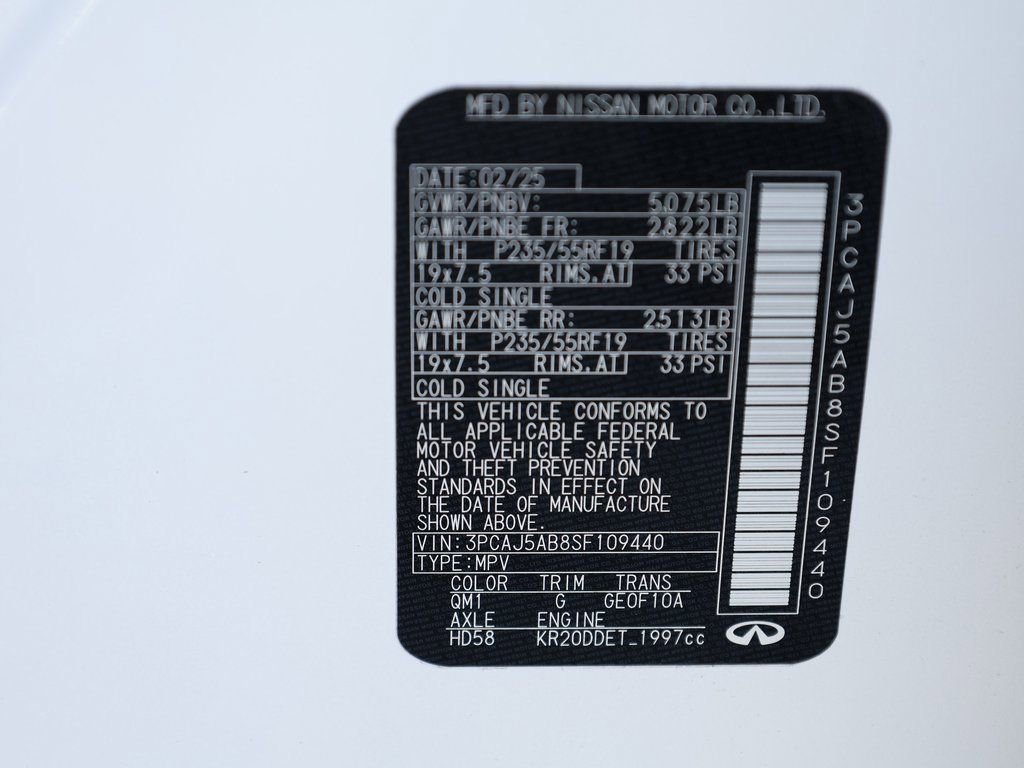 MFD BY NISSAN MOTOR CO.,LTD.
DATE:02/25
GVWR/PNBV: 5075LB
GAWR/PNBE FR: 2822LB
WITH P235/55RF19 TIRES
19x7.5 RIMS.AT 33 PSI
COLD SINGLE
GAWR/PNBE RR: 2513LB
WITH P235/55RF19 TIRES
19x7.5 RIMS.AT 33 PSI
COLD SINGLE
THIS VEHICLE CONFORMS TO
ALL APPLICABLE FEDERAL
MOTOR VEHICLE SAFETY
AND THEFT PREVENTION
STANDARDS IN EFFECT ON
THE DATE OF MANUFACTURE
SHOWN ABOVE.
VIN:3PCAJ5AB8SF109440
TYPE:MPV
COLOR TRIM TRANS
QM1 G GE0F10A
AXLE ENGINE
HD58 KR20DDET_1997cc
3PCAJ5AB8SF109440